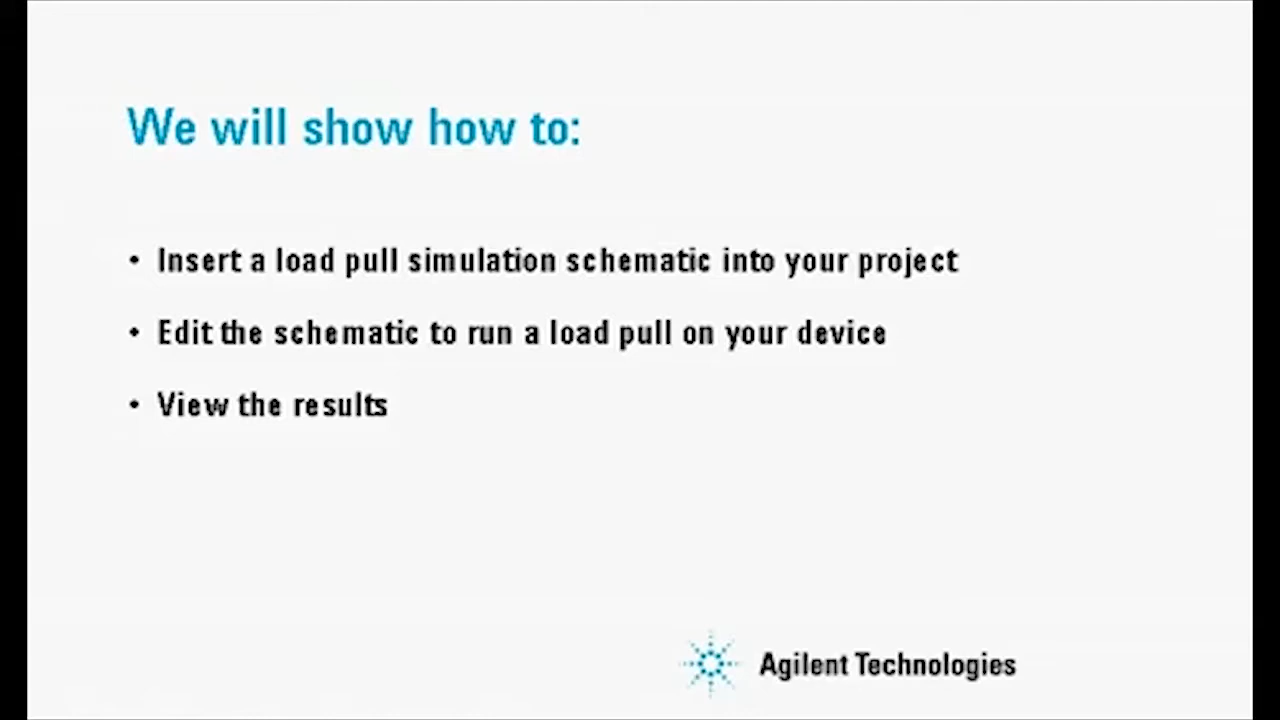 We will show how to:
• Insert a load pull simulation schematic into your project
• Edit the schematic to run a load pull on your device
• View the results
Agilent Technologies